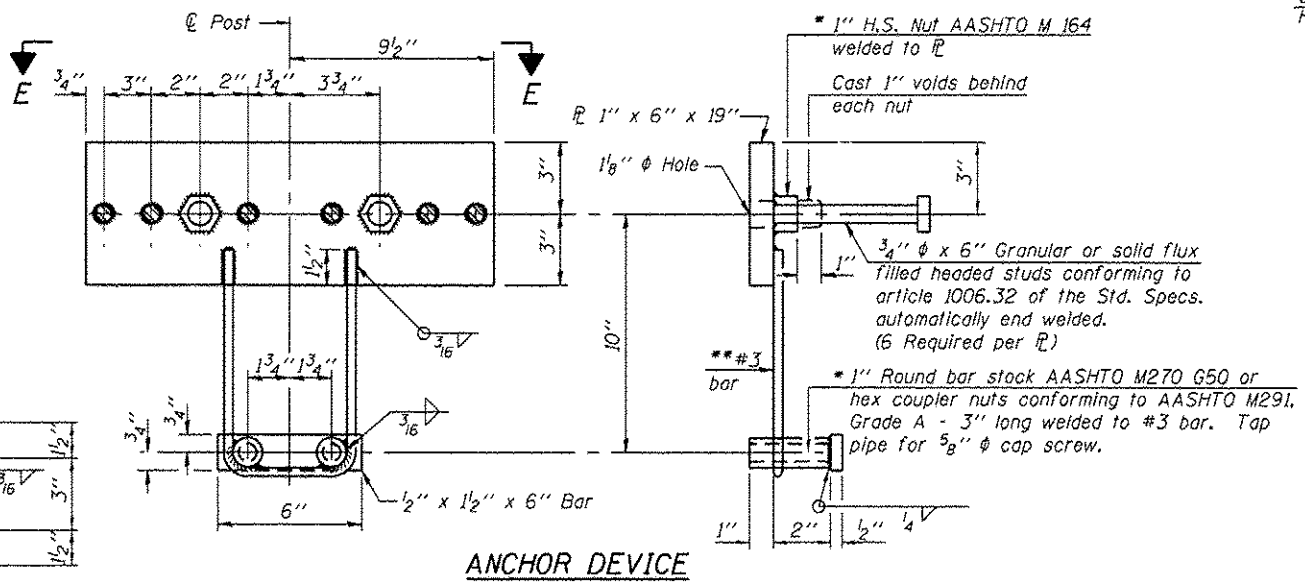 ℄ Post
9½"
E
E
¾"
3"
2"
2"
1¾"
3¾"
3"
3"
1½"
3/16
10"
1¾"
1¾"
¾"
¾"
3/16
6"
½" x 1½" x 6" Bar
1½"
3"
1½"
3/16
* 1" H.S. Nut AASHTO M 164
welded to ℙL
Cast 1" voids behind
each nut
ℙL 1" x 6" x 19"
1⅛" ϕ Hole
3"
1"
¾" ϕ x 6" Granular or solid flux
filled headed studs conforming to
article 1006.32 of the Std. Specs.
automatically end welded.
(6 Required per ℙL)
** #3
bar
* 1" Round bar stock AASHTO M270 G50 or
hex coupler nuts conforming to AASHTO M291,
Grade A - 3" long welded to #3 bar. Tap
pipe for ⅝" ϕ cap screw.
1"
2"
½"
¼
ANCHOR DEVICE